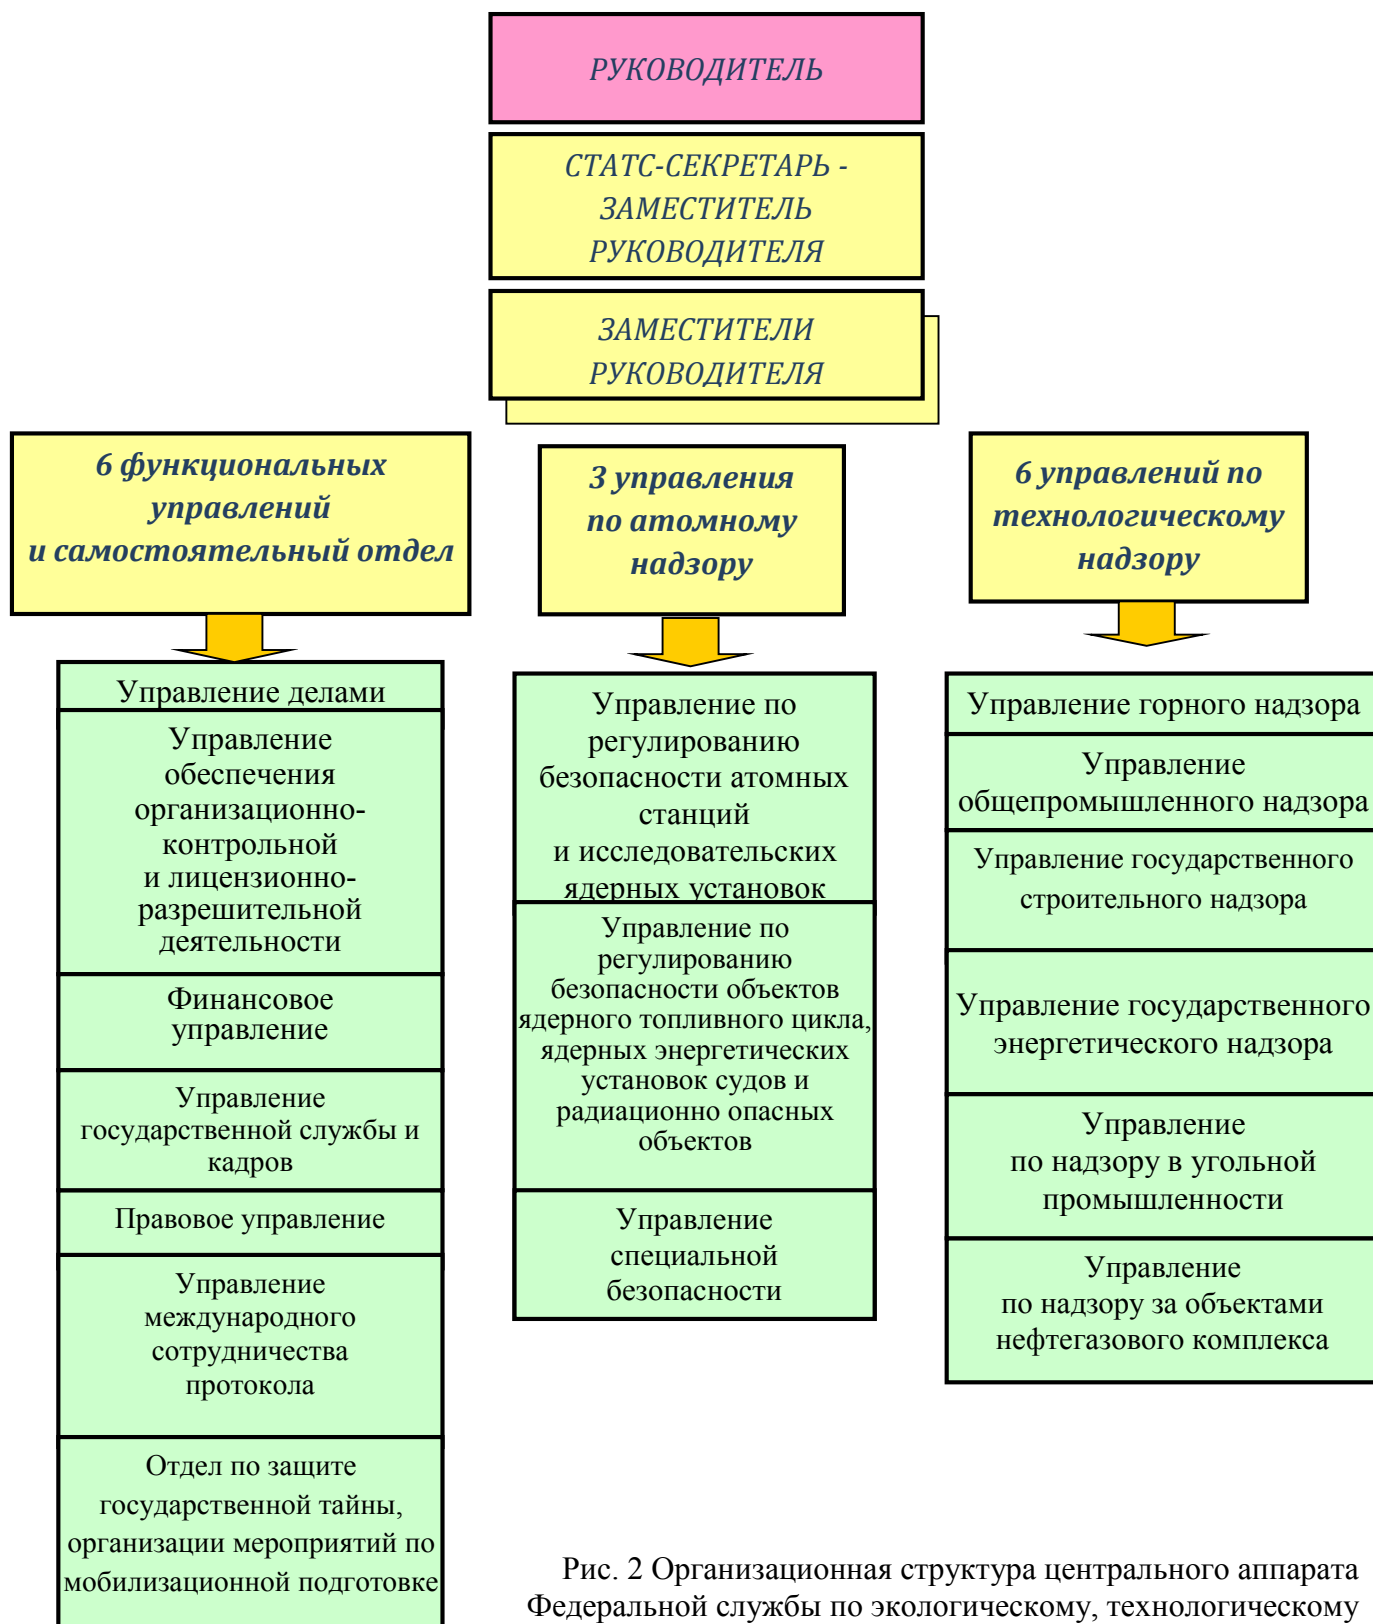 РУКОВОДИТЕЛЬ
СТАТС-СЕКРЕТАРЬ -
ЗАМЕСТИТЕЛЬ
РУКОВОДИТЕЛЯ
ЗАМЕСТИТЕЛИ
РУКОВОДИТЕЛЯ
6 функциональных
управлений
и самостоятельный отдел
Управление делами
Управление
обеспечения
организационно-
контрольной
и лицензионно-
разрешительной
деятельности
Финансовое
управление
Управление
государственной службы и
кадров
Правовое управление
Управление
международного
сотрудничества
протокола
Отдел по защите
государственной тайны,
организации мероприятий по
мобилизационной подготовке
3 управления
по атомному
надзору
Управление по
регулированию
безопасности атомных
станций
и исследовательских
ядерных установок
Управление по
регулированию
безопасности объектов
ядерного топливного цикла,
ядерных энергетических
установок судов и
радиационно опасных
объектов
Управление
специальной
безопасности
6 управлений по
технологическому
надзору
Управление горного надзора
Управление
общепромышленного надзора
Управление государственного
строительного надзора
Управление государственного
энергетического надзора
Управление
по надзору в угольной
промышленности
Управление
по надзору за объектами
нефтегазового комплекса
Рис. 2 Организационная структура центрального аппарата
Федеральной службы по экологическому, технологическому